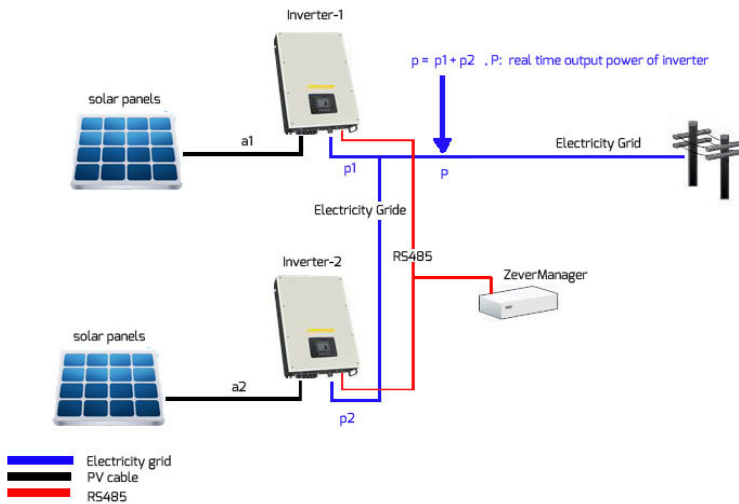 Inverter-1
p = p1+p2 , P: real time output power of inverter
solar panels
a1
Electricity Grid
p1
P
Electricity Gride
RS485
Inverter-2
ZeverManager
solar panels
a2
p2
Electricity grid
PV cable
RS485